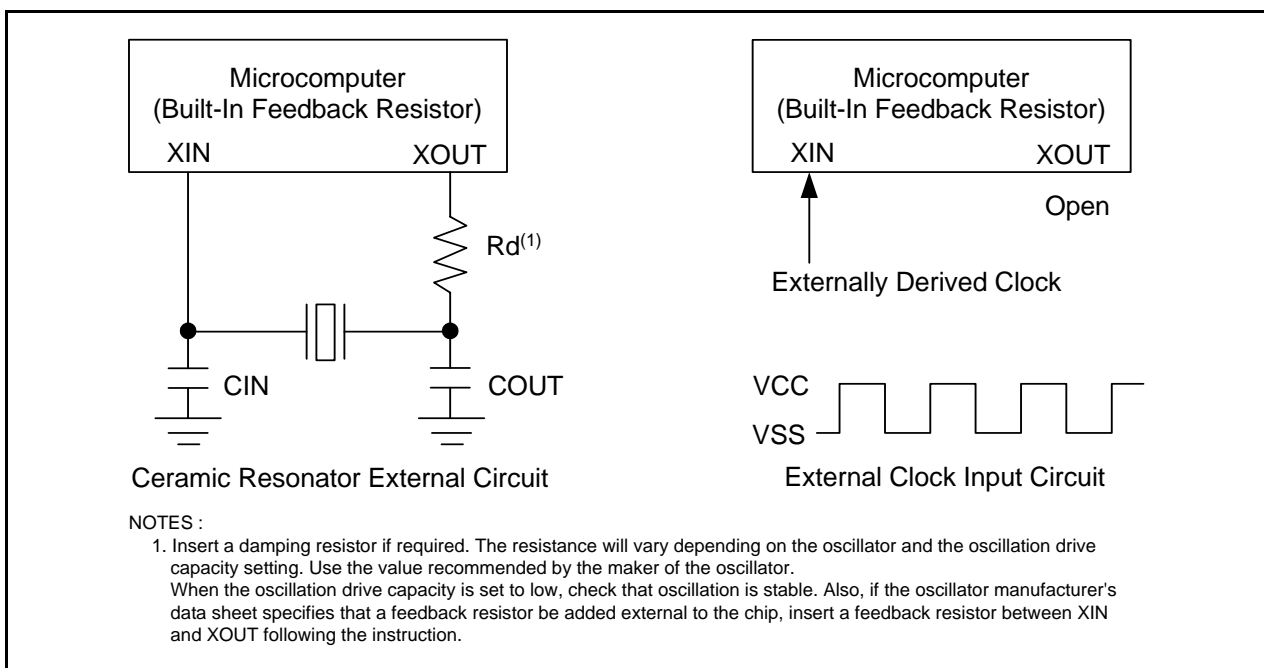 Microcomputer
(Built-In Feedback Resistor)
XIN XOUT
Rd(1)
CIN COUT
Ceramic Resonator External Circuit
Microcomputer
(Built-In Feedback Resistor)
XIN XOUT
Open
Externally Derived Clock
VCC
VSS
External Clock Input Circuit
NOTES :
1. Insert a damping resistor if required. The resistance will vary depending on the oscillator and the oscillation drive
capacity setting. Use the value recommended by the maker of the oscillator.
When the oscillation drive capacity is set to low, check that oscillation is stable. Also, if the oscillator manufacturer's
data sheet specifies that a feedback resistor be added external to the chip, insert a feedback resistor between XIN
and XOUT following the instruction.